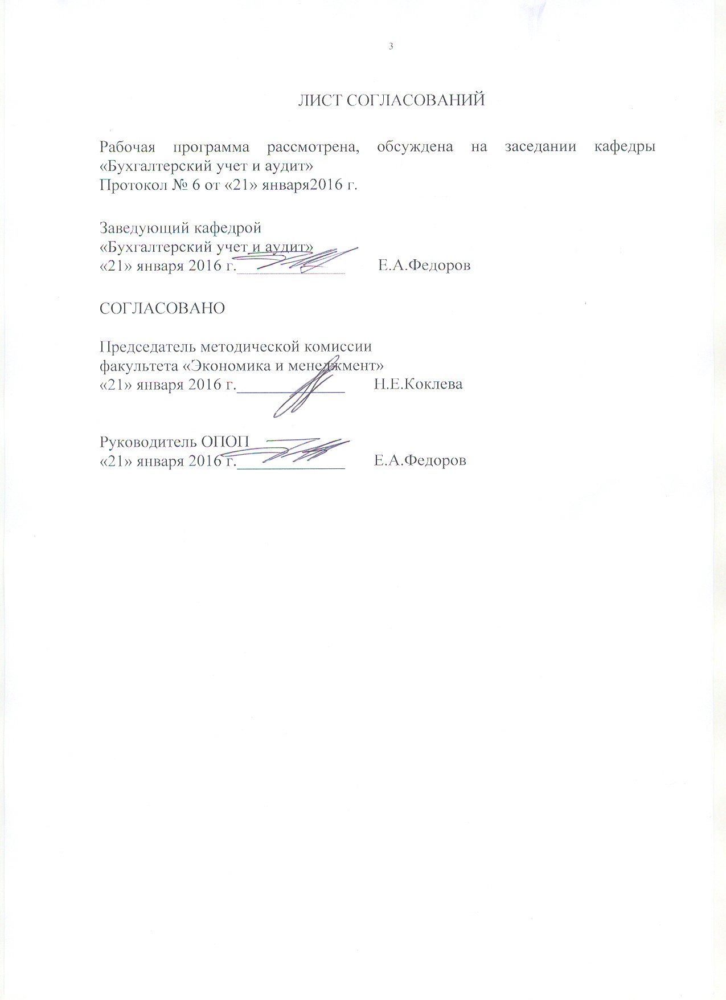 3
ЛИСТ СОГЛАСОВАНИЙ
Рабочая программа рассмотрена, обсуждена на заседании кафедры
«Бухгалтерский учет и аудит»
Протокол № 6 от «21» января2016 г.
Заведующий кафедрой
«Бухгалтерский учет и аудит»
«21» января 2016 г.______________ Е.А.Федоров
СОГЛАСОВАНО
Председатель методической комиссии
факультета «Экономика и менеджмент»
«21» января 2016 г.______________ Н.Е.Коклева
Руководитель ОПОП
«21» января 2016 г.______________ Е.А.Федоров